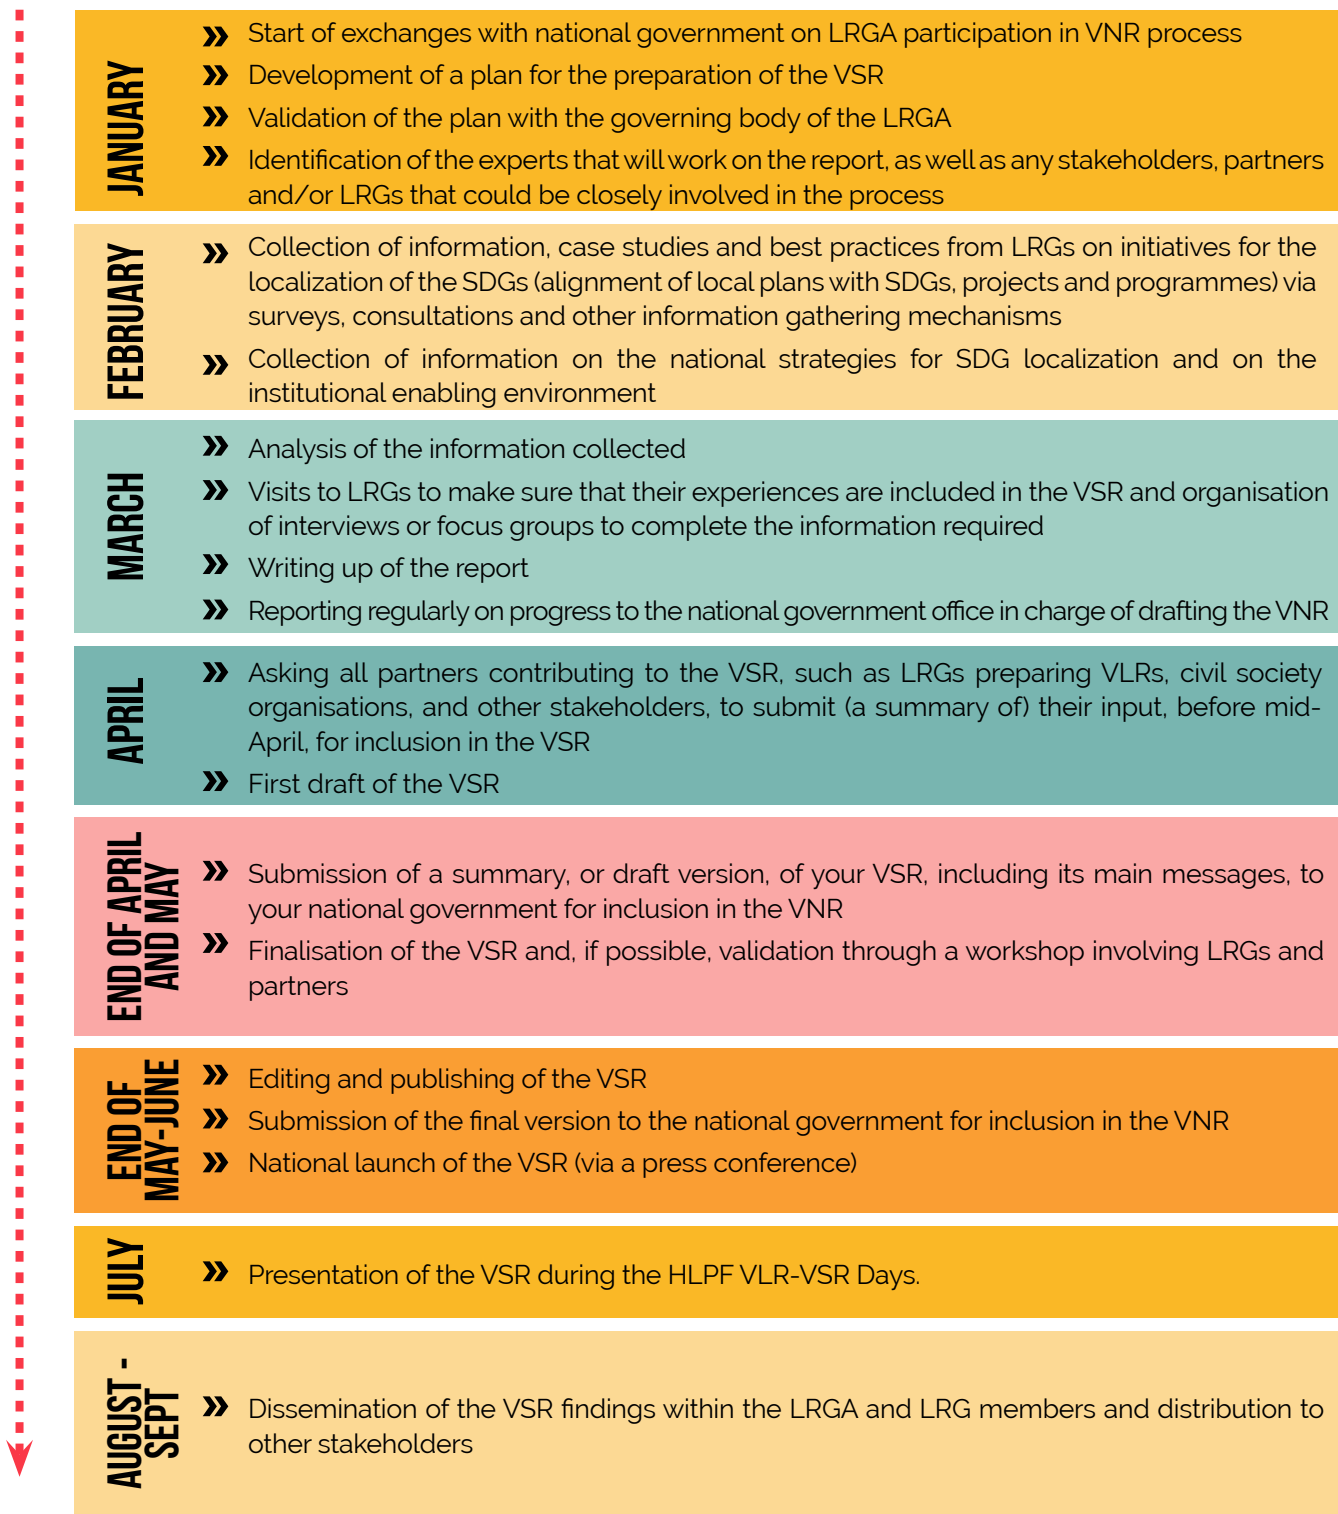 JANUARY
» Start of exchanges with national government on LRGA participation in VNR process
» Development of a plan for the preparation of the VSR
» Validation of the plan with the governing body of the LRGA
» Identification of the experts that will work on the report, as well as any stakeholders, partners
and/or LRGs that could be closely involved in the process
FEBRUARY
» Collection of information, case studies and best practices from LRGs on initiatives for the
localization of the SDGs (alignment of local plans with SDGs, projects and programmes) via
surveys, consultations and other information gathering mechanisms
» Collection of information on the national strategies for SDG localization and on the
institutional enabling environment
MARCH
» Analysis of the information collected
» Visits to LRGs to make sure that their experiences are included in the VSR and organisation
of interviews or focus groups to complete the information required
» Writing up of the report
» Reporting regularly on progress to the national government office in charge of drafting the VNR
APRIL
» Asking all partners contributing to the VSR, such as LRGs preparing VLRs, civil society
organisations, and other stakeholders, to submit (a summary of) their input, before mid-
April, for inclusion in the VSR
» First draft of the VSR
END OF APRIL
AND MAY
» Submission of a summary, or draft version, of your VSR, including its main messages, to
your national government for inclusion in the VNR
» Finalisation of the VSR and, if possible, validation through a workshop involving LRGs and
partners
END OF
MAY-JUNE
» Editing and publishing of the VSR
» Submission of the final version to the national government for inclusion in the VNR
» National launch of the VSR (via a press conference)
JULY
» Presentation of the VSR during the HLPF VLR-VSR Days.
AUGUST -
SEPT
» Dissemination of the VSR findings within the LRGA and LRG members and distribution to
other stakeholders